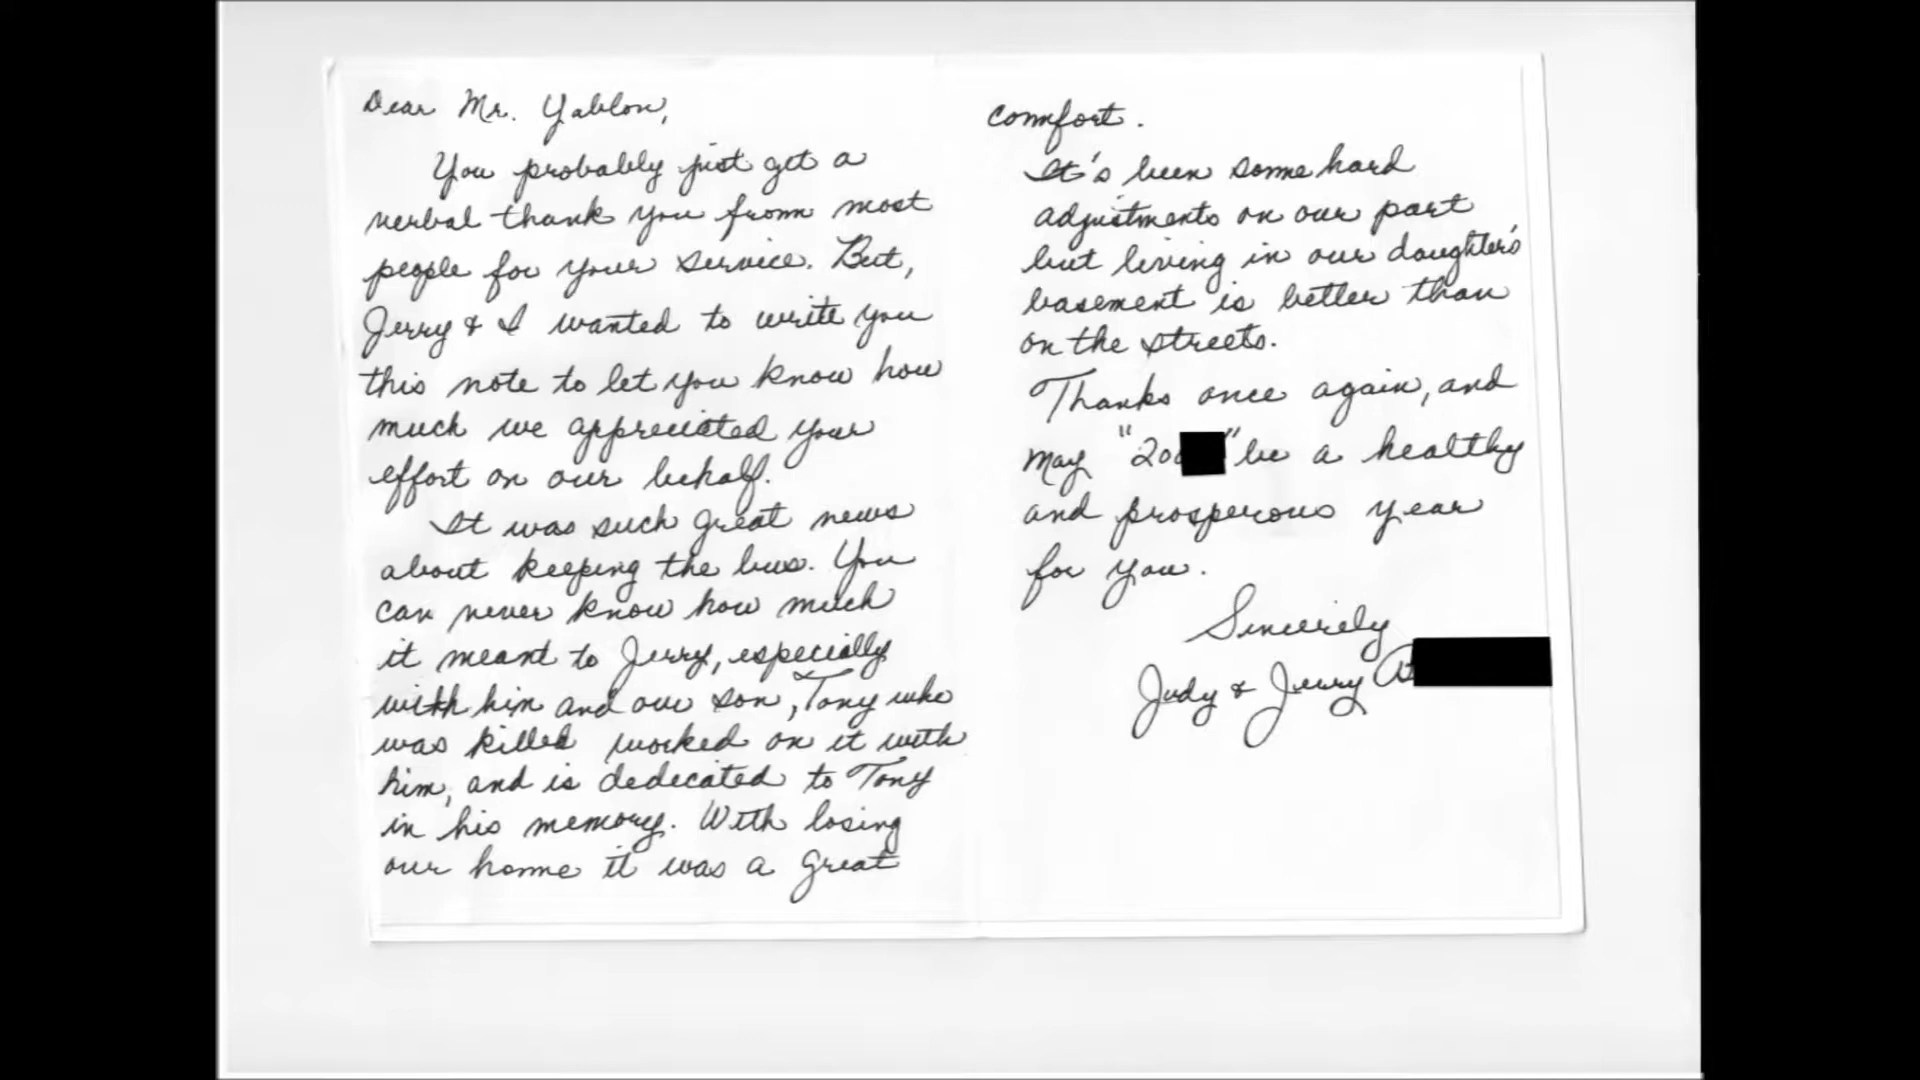 Dear Mr. Yablon,
You probably just get a
verbal thank you from most
people for your service. But,
Jerry & I wanted to write you
this note to let you know how
much we appreciated your
effort on our behalf.
It was such great news
about keeping the bus. You
can never know how much
it meant to Jerry, especially
with him and our son, Tony who
was killed worked on it with
him, and is dedicated to Tony
in his memory. With losing
our home it was a great
comfort.
It's been some hard
adjustments on our part
but living in our daughter's
basement is better than
on the streets.
Thanks once again, and
may "20 " be a healthy
and prosperous year
for you.
Sincerely
Judy & Jerry